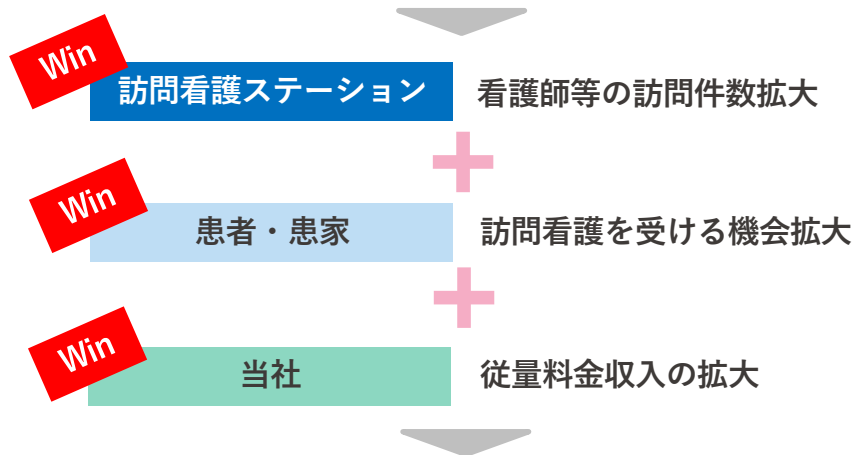 Win
訪問看護ステーション 看護師等の訪問件数拡大
Win
患者・患家 訪問看護を受ける機会拡大
Win
当社 従量料金収入の拡大